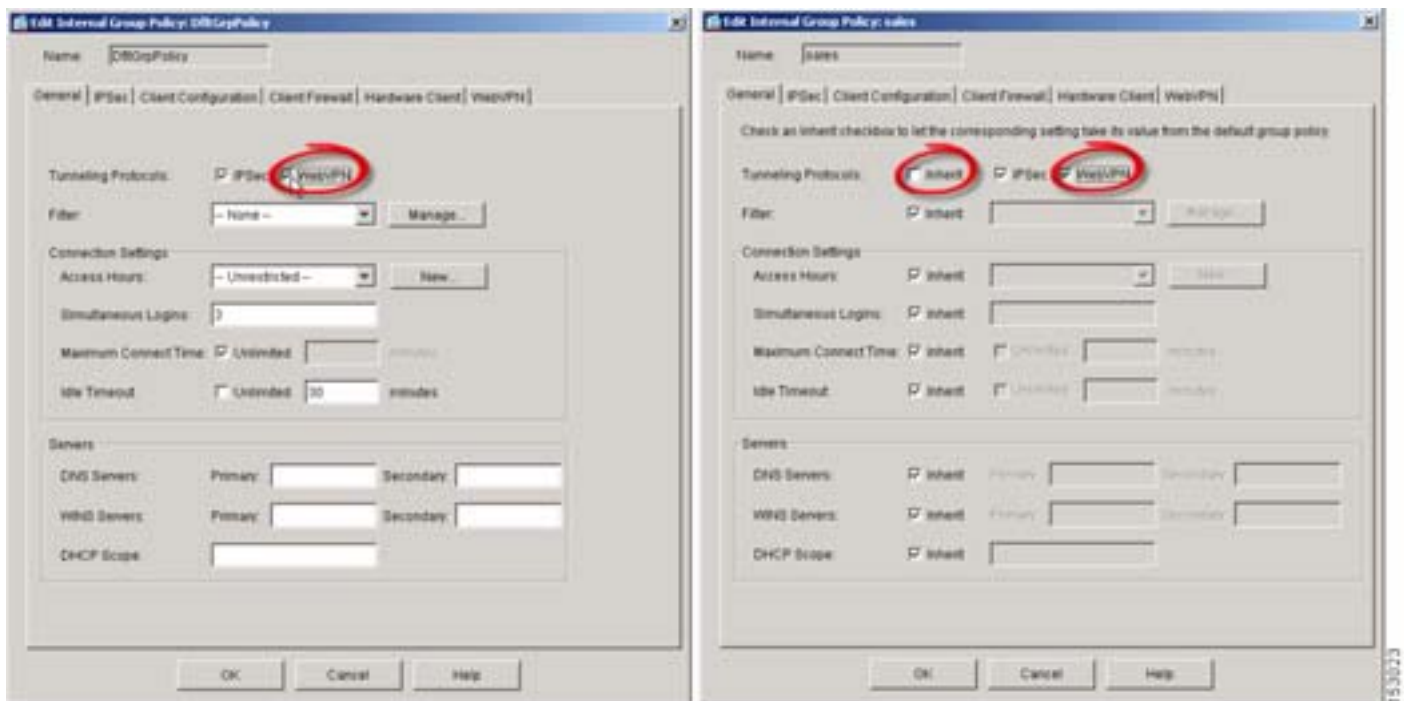 Edit Internal Group Policy: DfltGrpPolicy
Name: DfltGrpPolicy
General IPSec Client Configuration Client Firewall Hardware Client WebVPN
Tunneling Protocols: IPSec WebVPN
Filter: -- None -- Manage...
Connection Settings
Access Hours: -- Unrestricted -- New...
Simultaneous Logins: 3
Maximum Connect Time: Unlimited minutes
Idle Timeout: Unlimited 30 minutes
Servers
DNS Servers: Primary: Secondary:
WINS Servers: Primary: Secondary:
DHCP Scope:
OK Cancel Help
Edit Internal Group Policy: sales
Name: sales
General IPSec Client Configuration Client Firewall Hardware Client WebVPN
Check an Inherit checkbox to let the corresponding setting take its value from the default group policy.
Tunneling Protocols: Inherit IPSec WebVPN
Filter: Inherit Manage...
Connection Settings
Access Hours: Inherit New...
Simultaneous Logins: Inherit
Maximum Connect Time: Inherit Unlimited minutes
Idle Timeout: Inherit Unlimited minutes
Servers
DNS Servers: Inherit Primary: Secondary:
WINS Servers: Inherit Primary: Secondary:
DHCP Scope: Inherit
OK Cancel Help
153023